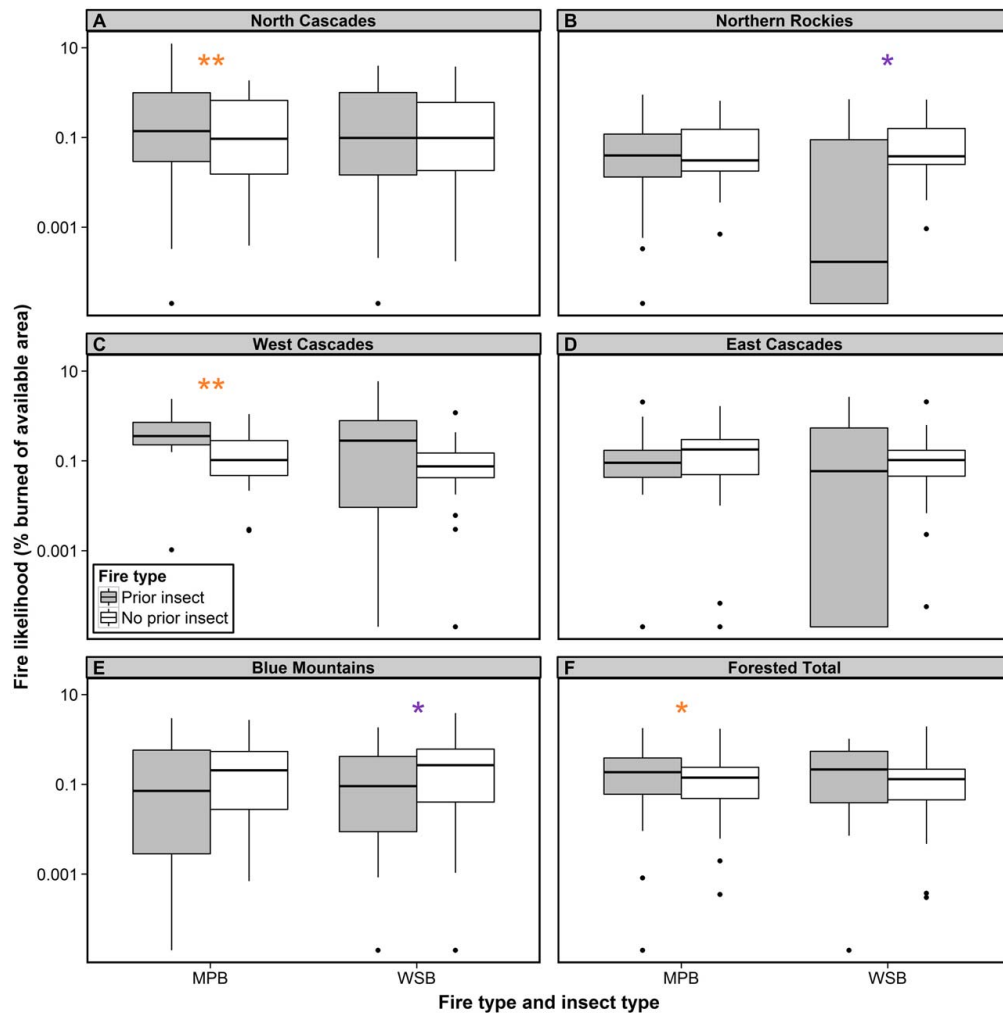 A North Cascades
B Northern Rockies
**
*
10
0.1
0.001
C West Cascades
D East Cascades
**
10
0.1
0.001
Fire type
Prior insect
No prior insect
E Blue Mountains
F Forested Total
*
*
10
0.1
0.001
MPB WSB
MPB WSB
Fire likelihood (% burned of available area)
Fire type and insect type